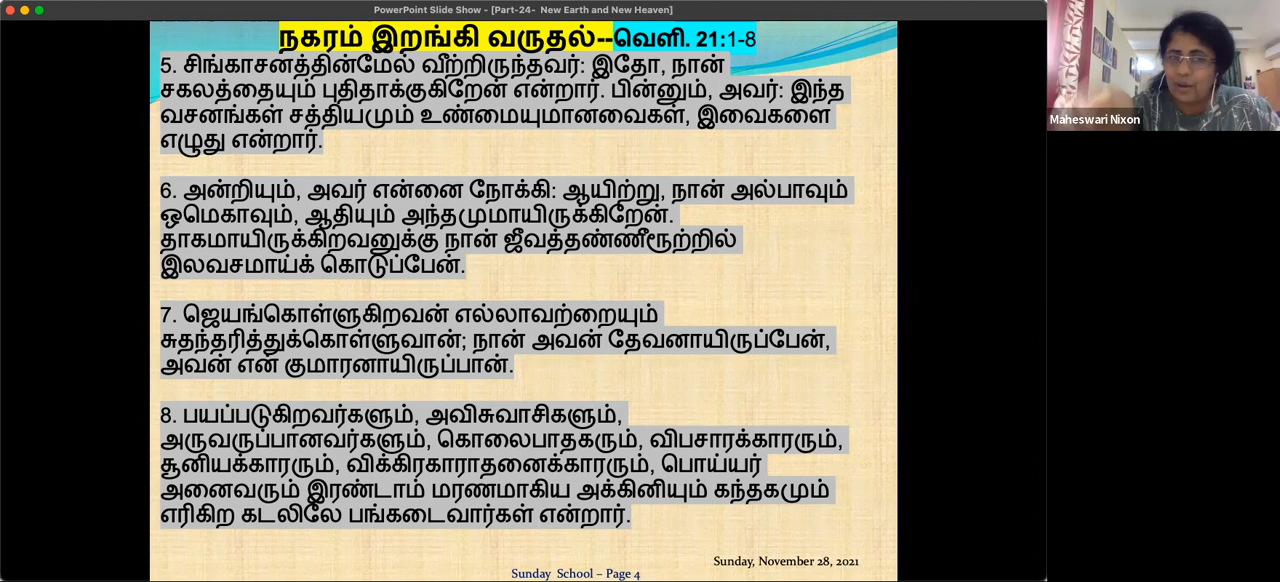 PowerPoint Slide Show - [Part-24- New Earth and New Heaven]
நகரம் இறங்கி வருதல்--வெளி. 21:1-8
5. சிங்காசனத்தின்மேல் வீற்றிருந்தவர்: இதோ, நான்
சகலத்தையும் புதிதாக்குகிறேன் என்றார். பின்னும், அவர்: இந்த
வசனங்கள் சத்தியமும் உண்மையுமானவைகள், இவைகளை
எழுது என்றார்.
6. அன்றியும், அவர் என்னை நோக்கி: ஆயிற்று, நான் அல்பாவும்
ஒமெகாவும், ஆதியும் அந்தமுமாயிருக்கிறேன்.
தாகமாயிருக்கிறவனுக்கு நான் ஜீவத்தண்ணீரூற்றில்
இலவசமாய்க் கொடுப்பேன்.
7. ஜெயங்கொள்ளுகிறவன் எல்லாவற்றையும்
சுதந்தரித்துக்கொள்ளுவான்; நான் அவன் தேவனாயிருப்பேன்,
அவன் என் குமாரனாயிருப்பான்.
8. பயப்படுகிறவர்களும், அவிசுவாசிகளும்,
அருவருப்பானவர்களும், கொலைபாதகரும், விபசாரக்காரரும்,
சூனியக்காரரும், விக்கிரகாராதனைக்காரரும், பொய்யர்
அனைவரும் இரண்டாம் மரணமாகிய அக்கினியும் கந்தகமும்
எரிகிற கடலிலே பங்கடைவார்கள் என்றார்.
Sunday, November 28, 2021
Sunday School – Page 4
Maheswari Nixon